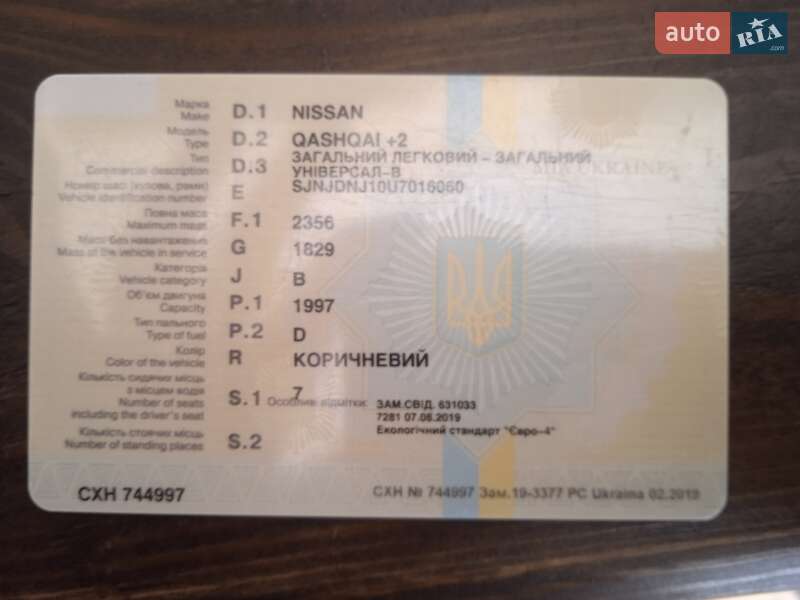 auto RIA .com
Марка
Make D.1 NISSAN
Модель
Type D.2 QASHQAI +2
Тип
Commercial description D.3 ЗАГАЛЬНИЙ ЛЕГКОВИЙ – ЗАГАЛЬНИЙ
УНІВЕРСАЛ-В
Номер шасі (кузова, рами)
Vehicle identification number E SJNJDNJ10U7016060
Повна маса
Maximum mass F.1 2356
Маса без навантаження
Mass of the vehicle in service G 1829
Категорія
Vehicle category J B
Об'єм двигуна
Capacity P.1 1997
Тип пального
Type of fuel P.2 D
Колір
Color of the vehicle R КОРИЧНЕВИЙ
Кількість сидячих місць
з місцем водія
Number of seats
including the driver's seat S.1 7
Особливі відмітки: ЗАМ.СВІД. 631033
7281 07.06.2019
Екологічний стандарт "Євро-4"
Кількість стоячих місць
Number of standing places S.2
UKRAINE
СХН 744997
СХН № 744997 Зам.19-3377 PC Ukraina 02.2019